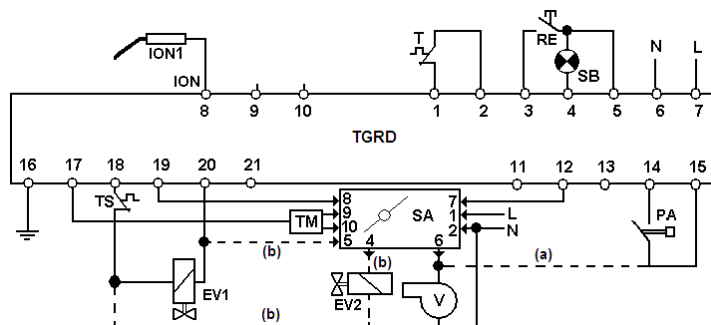 ION1
T
RE
SB
N
L
ION
8
9
10
1
2
3
4
5
6
7
TGRD
16
17
18
19
20
21
11
12
13
14
15
TS
TM
8
9
10
5
4
SA
7
1
2
6
L
N
PA
(b)
(b)
(a)
EV1
EV2
V
(b)